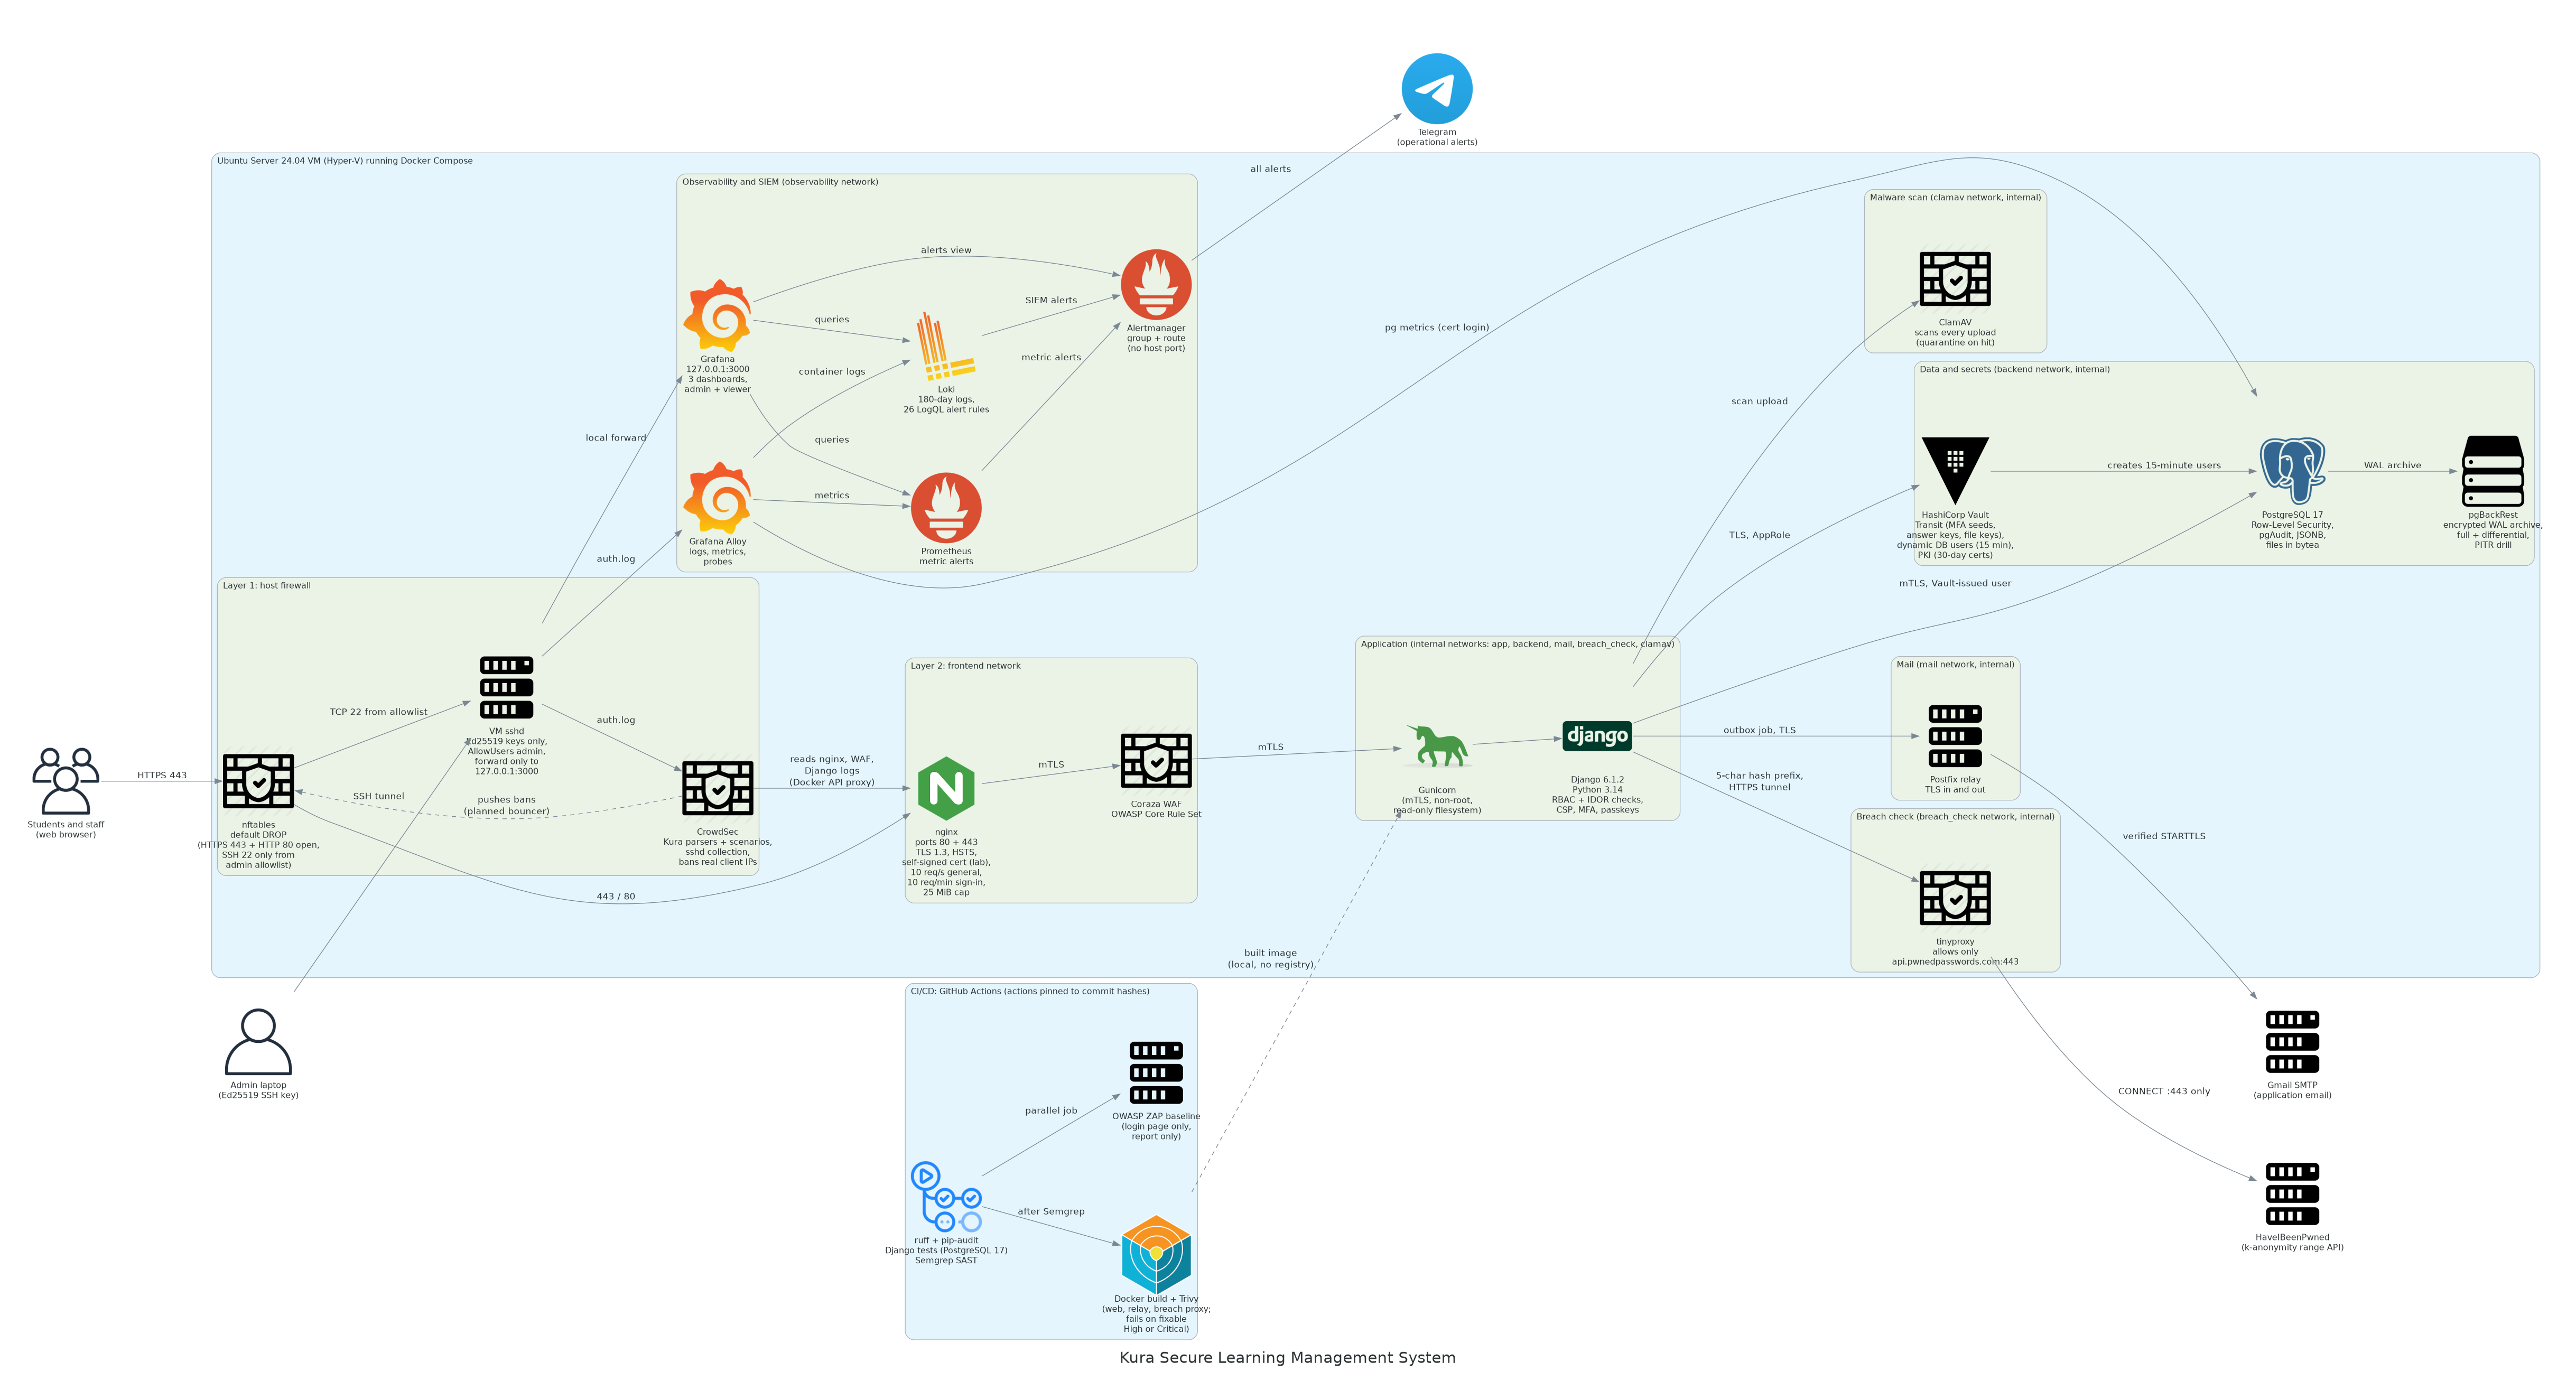 Telegram
(operational alerts)
all alerts
Ubuntu Server 24.04 VM (Hyper-V) running Docker Compose
Observability and SIEM (observability network)
alerts view
queries
SIEM alerts
metric alerts
container logs
queries
metrics
Grafana
127.0.0.1:3000
3 dashboards,
admin + viewer
Loki
180-day logs,
26 LogQL alert rules
Alertmanager
group + route
(no host port)
Grafana Alloy
logs, metrics,
probes
Prometheus
metric alerts
pg metrics (cert login)
local forward
auth.log
Malware scan (clamav network, internal)
ClamAV
scans every upload
(quarantine on hit)
scan upload
Data and secrets (backend network, internal)
HashiCorp Vault
Transit (MFA seeds,
answer keys, file keys),
dynamic DB users (15 min),
PKI (30-day certs)
creates 15-minute users
PostgreSQL 17
Row-Level Security,
pgAudit, JSONB,
files in bytea
WAL archive
pgBackRest
encrypted WAL archive,
full + differential,
PITR drill
TLS, AppRole
mTLS, Vault-issued user
Layer 1: host firewall
TCP 22 from allowlist
VM sshd
Ed25519 keys only,
AllowUsers admin,
forward only to
127.0.0.1:3000
auth.log
SSH tunnel
pushes bans
(planned bouncer)
Students and staff
(web browser)
HTTPS 443
nftables
default DROP
(HTTPS 443 + HTTP 80 open,
SSH 22 only from
admin allowlist)
CrowdSec
Kura parsers + scenarios,
sshd collection,
bans real client IPs
reads nginx, WAF,
Django logs
(Docker API proxy)
443 / 80
Layer 2: frontend network
nginx
ports 80 + 443
TLS 1.3, HSTS,
self-signed cert (lab),
10 req/s general,
10 req/min sign-in,
25 MiB cap
mTLS
Coraza WAF
OWASP Core Rule Set
mTLS
Application (internal networks: app, backend, mail, breach_check, clamav)
Gunicorn
(mTLS, non-root,
read-only filesystem)
django
Django 6.1.2
Python 3.14
RBAC + IDOR checks,
CSP, MFA, passkeys
outbox job, TLS
5-char hash prefix,
HTTPS tunnel
Mail (mail network, internal)
Postfix relay
TLS in and out
verified STARTTLS
Breach check (breach_check network, internal)
tinyproxy
allows only
api.pwnedpasswords.com:443
CONNECT :443 only
Gmail SMTP
(application email)
HaveIBeenPwned
(k-anonymity range API)
Admin laptop
(Ed25519 SSH key)
built image
(local, no registry)
CI/CD: GitHub Actions (actions pinned to commit hashes)
parallel job
OWASP ZAP baseline
(login page only,
report only)
after Semgrep
ruff + pip-audit
Django tests (PostgreSQL 17)
Semgrep SAST
Docker build + Trivy
(web, relay, breach proxy;
fails on fixable
High or Critical)
Kura Secure Learning Management System